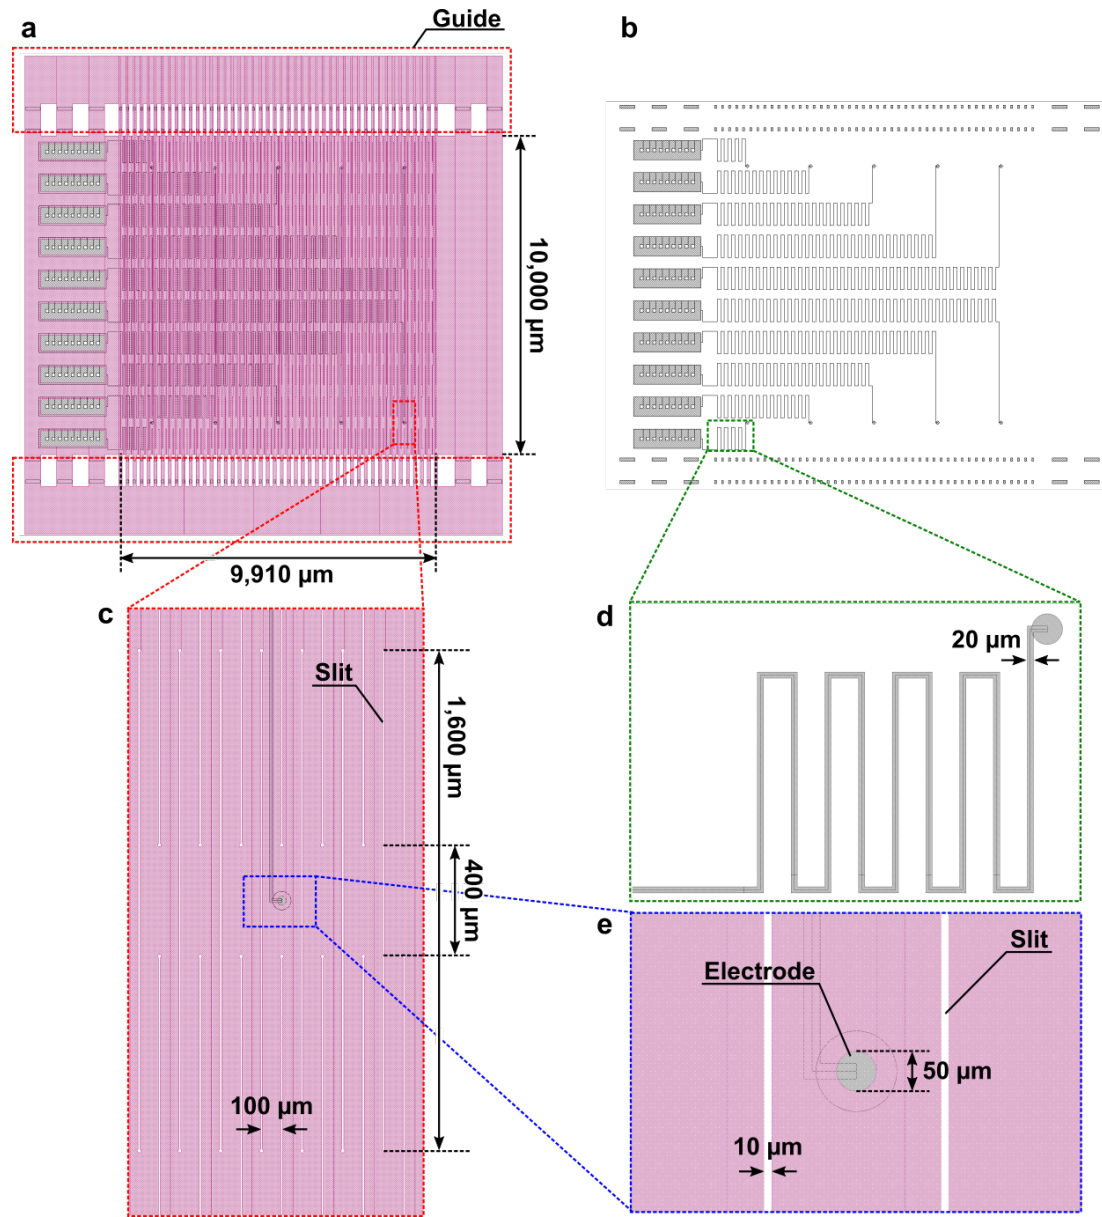 a
Guide
b
10,000 µm
9,910 µm
c
Slit
1,600 µm
400 µm
100 µm
d
20 µm
e
Slit
Electrode
50 µm
10 µm